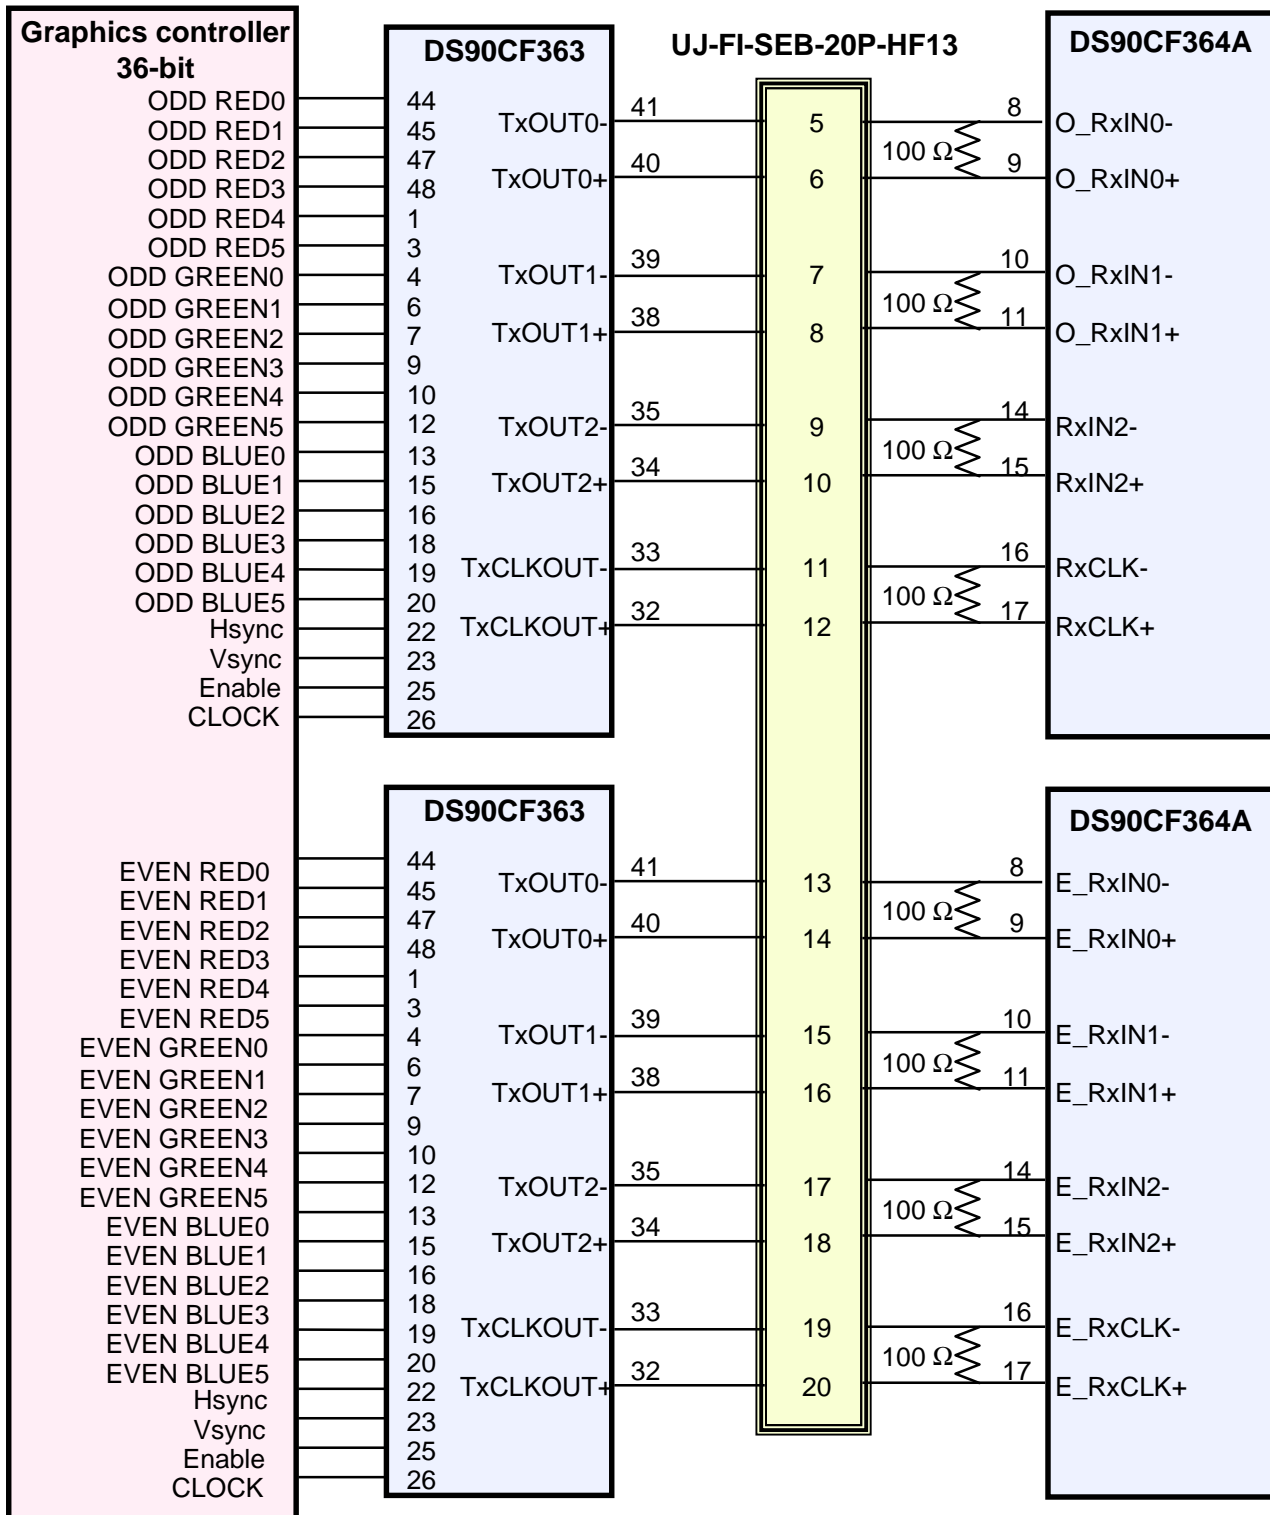 Graphics controller
36-bit
ODD RED0
ODD RED1
ODD RED2
ODD RED3
ODD RED4
ODD RED5
ODD GREEN0
ODD GREEN1
ODD GREEN2
ODD GREEN3
ODD GREEN4
ODD GREEN5
ODD BLUE0
ODD BLUE1
ODD BLUE2
ODD BLUE3
ODD BLUE4
ODD BLUE5
Hsync
Vsync
Enable
CLOCK
DS90CF363
44
45
47
48
1
3
4
6
7
9
10
12
13
15
16
18
19
20
22
23
25
26
TxOUT0-
TxOUT0+
TxOUT1-
TxOUT1+
TxOUT2-
TxOUT2+
TxCLKOUT-
TxCLKOUT+
41
40
39
38
35
34
33
32
UJ-FI-SEB-20P-HF13
5
6
7
8
9
10
11
12
100 Ω
100 Ω
100 Ω
100 Ω
8
9
10
11
14
15
16
17
DS90CF364A
O_RxIN0-
O_RxIN0+
O_RxIN1-
O_RxIN1+
RxIN2-
RxIN2+
RxCLK-
RxCLK+
EVEN RED0
EVEN RED1
EVEN RED2
EVEN RED3
EVEN RED4
EVEN RED5
EVEN GREEN0
EVEN GREEN1
EVEN GREEN2
EVEN GREEN3
EVEN GREEN4
EVEN GREEN5
EVEN BLUE0
EVEN BLUE1
EVEN BLUE2
EVEN BLUE3
EVEN BLUE4
EVEN BLUE5
Hsync
Vsync
Enable
CLOCK
DS90CF363
44
45
47
48
1
3
4
6
7
9
10
12
13
15
16
18
19
20
22
23
25
26
TxOUT0-
TxOUT0+
TxOUT1-
TxOUT1+
TxOUT2-
TxOUT2+
TxCLKOUT-
TxCLKOUT+
41
40
39
38
35
34
33
32
13
14
15
16
17
18
19
20
100 Ω
100 Ω
100 Ω
100 Ω
8
9
10
11
14
15
16
17
DS90CF364A
E_RxIN0-
E_RxIN0+
E_RxIN1-
E_RxIN1+
E_RxIN2-
E_RxIN2+
E_RxCLK-
E_RxCLK+